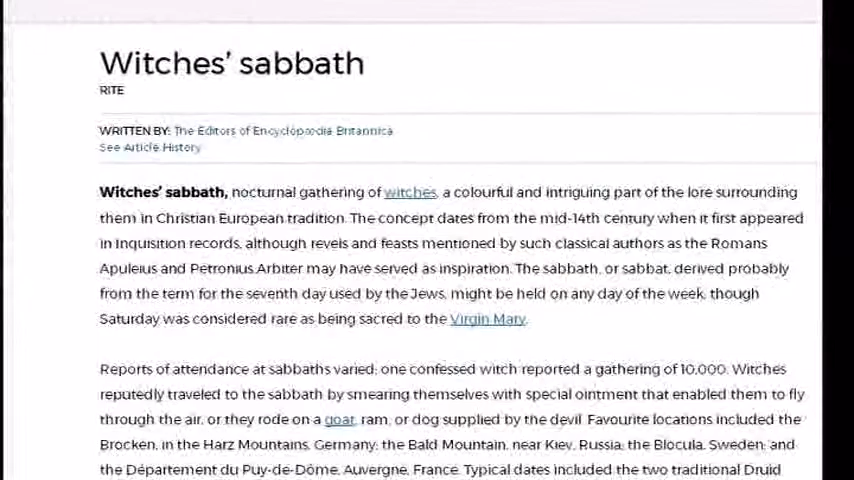 Witches' sabbath
RITE
WRITTEN BY: The Editors of Encyclopædia Britannica
See Article History
Witches' sabbath, nocturnal gathering of witches, a colourful and intriguing part of the lore surrounding
them in Christian European tradition. The concept dates from the mid-14th century when it first appeared
in Inquisition records, although revels and feasts mentioned by such classical authors as the Romans
Apuleius and Petronius Arbiter may have served as inspiration. The sabbath, or sabbat, derived probably
from the term for the seventh day used by the Jews, might be held on any day of the week, though
Saturday was considered rare as being sacred to the Virgin Mary.
Reports of attendance at sabbaths varied; one confessed witch reported a gathering of 10,000. Witches
reputedly traveled to the sabbath by smearing themselves with special ointment that enabled them to fly
through the air, or they rode on a goat, ram, or dog supplied by the devil. Favourite locations included the
Brocken, in the Harz Mountains, Germany; the Bald Mountain, near Kiev, Russia; the Blocula, Sweden; and
the Département du Puy-de-Dôme, Auvergne, France. Typical dates included the two traditional Druid